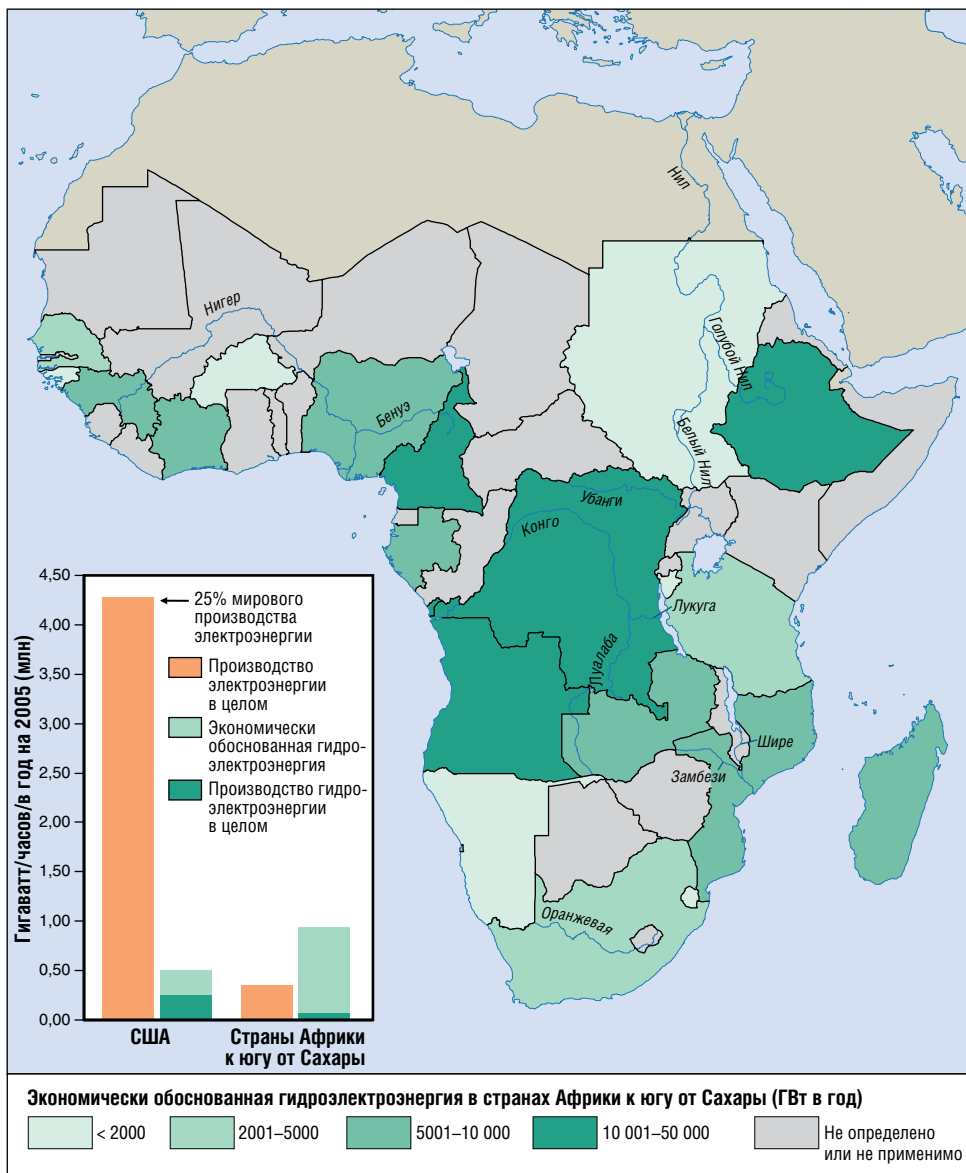 Нил
Нигер
Голубой Нил
Бенуэ
Белый Нил
Убанги
Конго
Лукуга
Луалаба
Шире
Замбези
Оранжевая
Гигаватт/часов/в год на 2005 (млн)
4,50
4,00
3,50
3,00
2,50
2,00
1,50
1,00
0,50
0,00
25% мирового
производства
электроэнергии
Производство
электроэнергии
в целом
Экономически
обоснованная гидро-
электроэнергия
Производство гидро-
электроэнергии
в целом
США
Страны Африки
к югу от Сахары
Экономически обоснованная гидроэлектроэнергия в странах Африки к югу от Сахары (ГВт в год)
< 2000
2001–5000
5001–10 000
10 001–50 000
Не определено
или не применимо